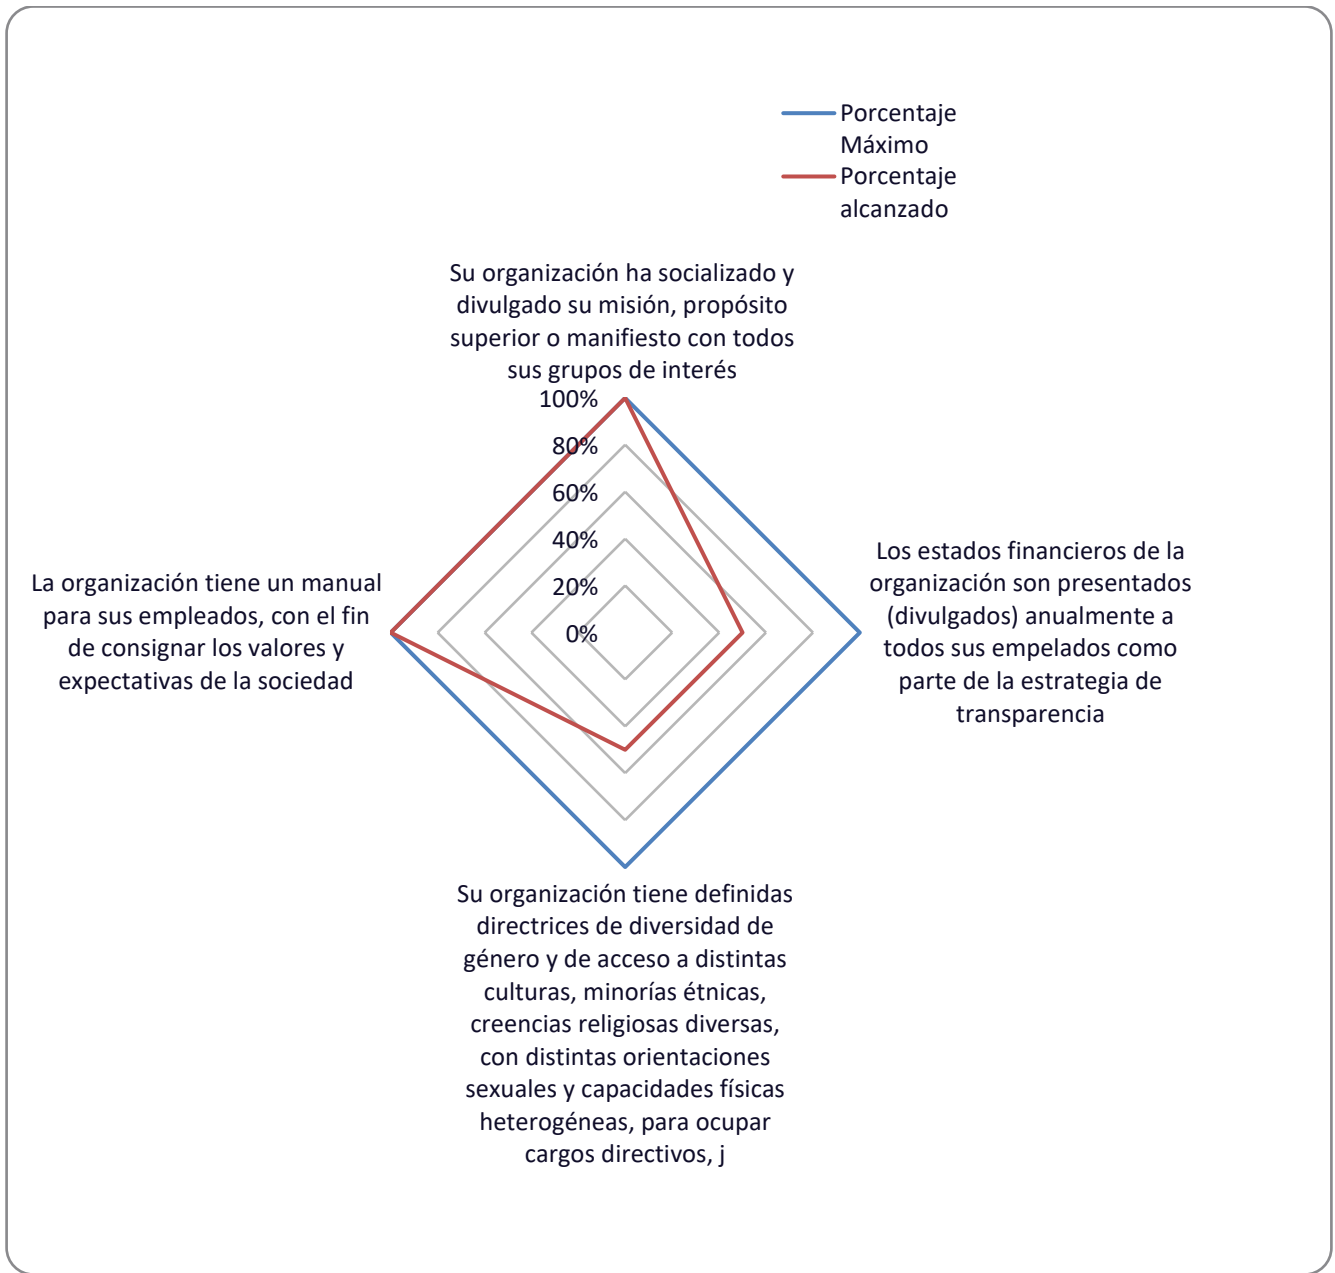 Porcentaje
Máximo
Porcentaje
alcanzado
Su organización ha socializado y
divulgado su misión, propósito
superior o manifiesto con todos
sus grupos de interés
100%
80%
60%
40%
20%
0%
Los estados financieros de la
organización son presentados
(divulgados) anualmente a
todos sus empelados como
parte de la estrategia de
transparencia
La organización tiene un manual
para sus empleados, con el fin
de consignar los valores y
expectativas de la sociedad
Su organización tiene definidas
directrices de diversidad de
género y de acceso a distintas
culturas, minorías étnicas,
creencias religiosas diversas,
con distintas orientaciones
sexuales y capacidades físicas
heterogéneas, para ocupar
cargos directivos, j